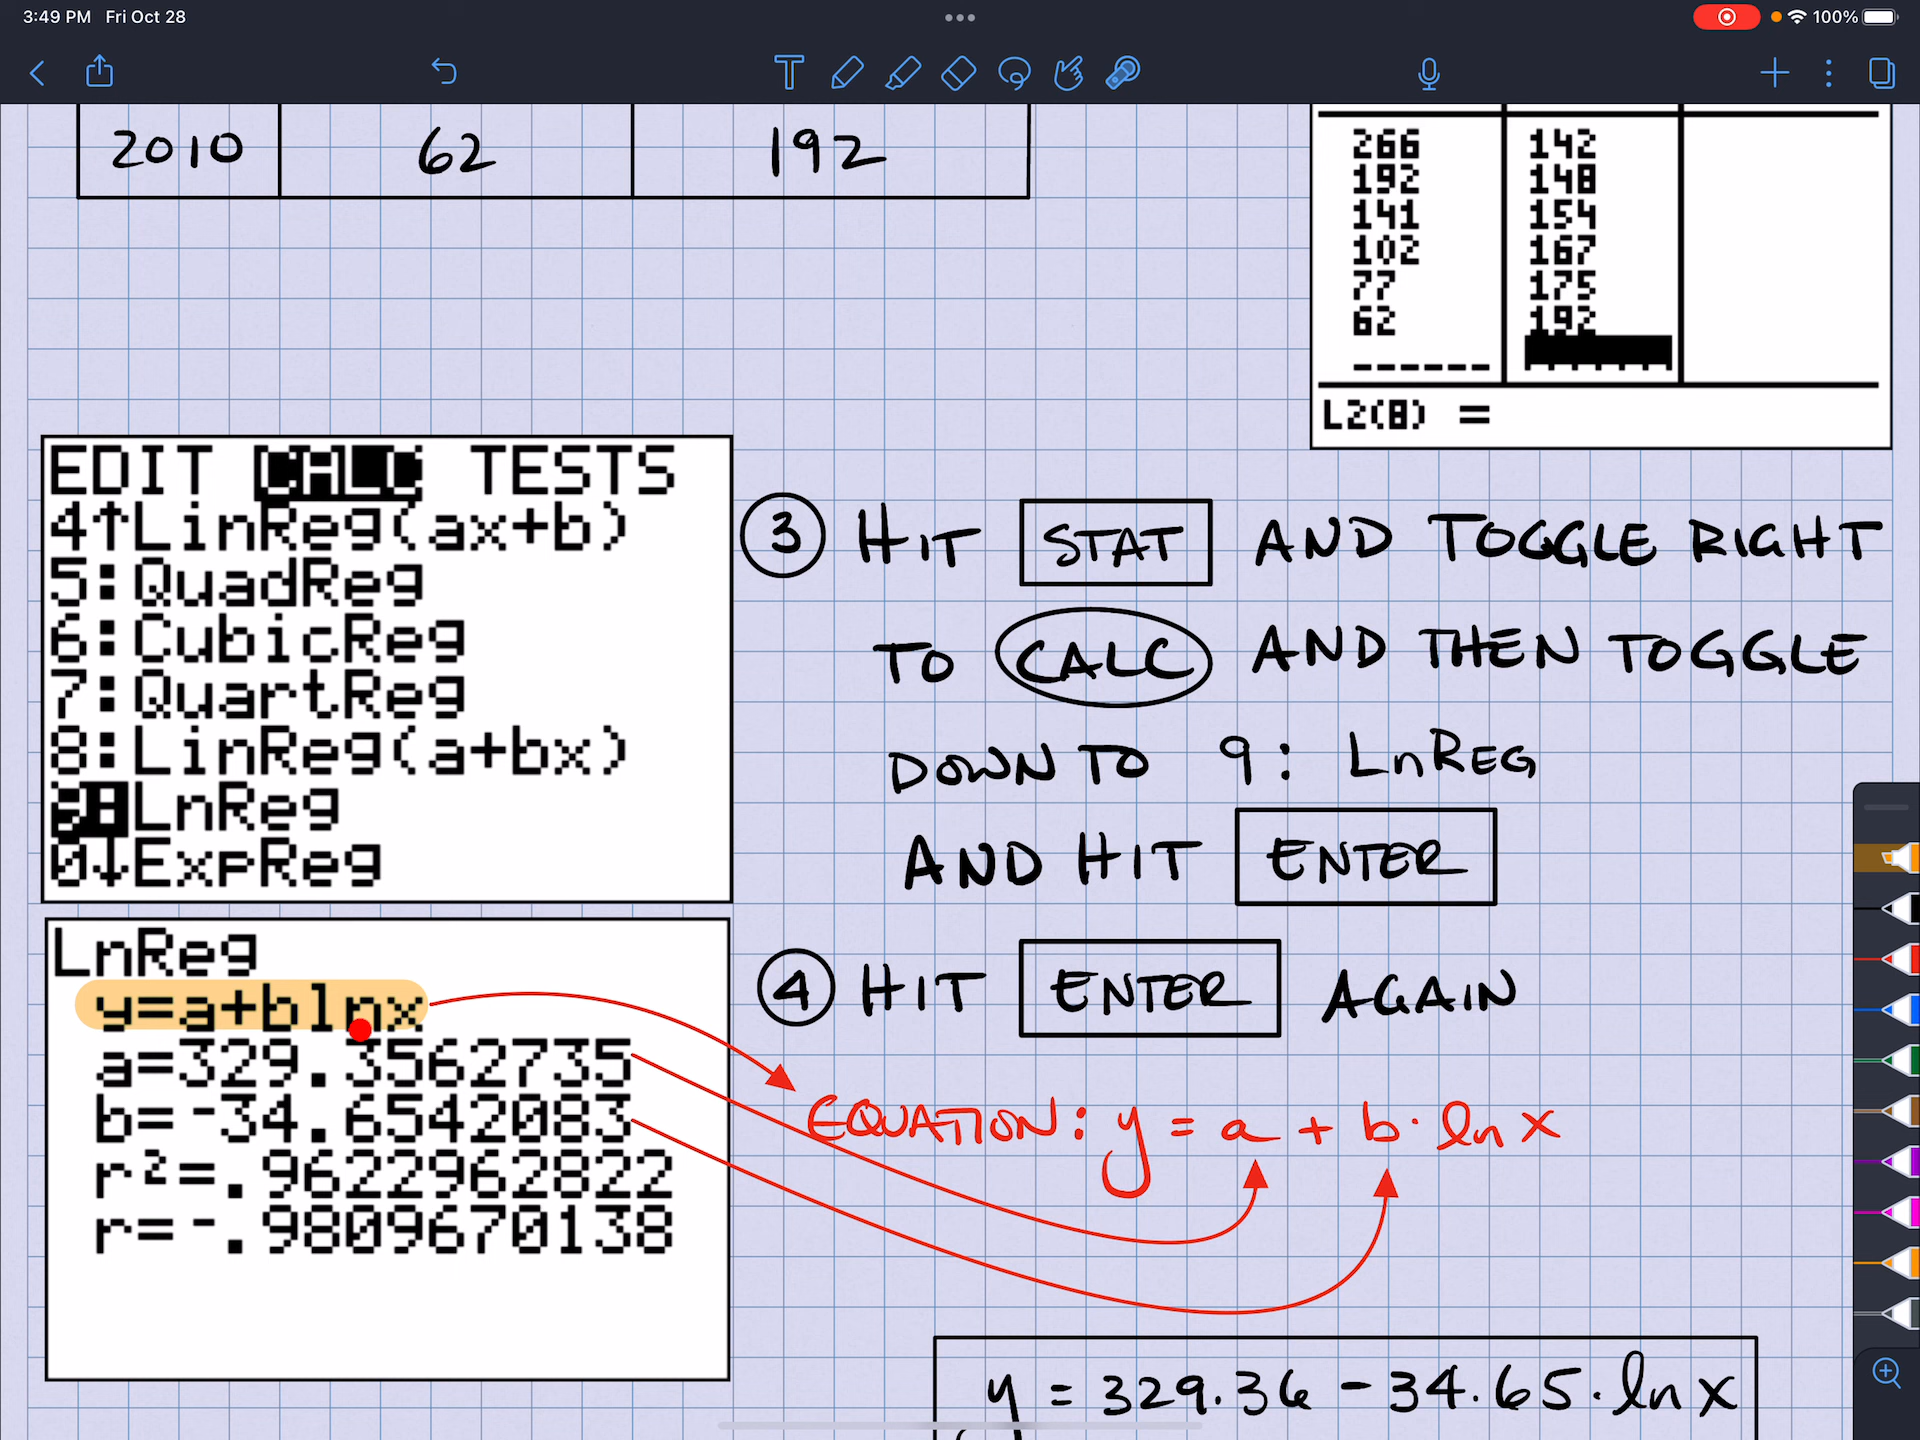 3:49 PM Fri Oct 28
100%
2010 62 192
266 142
192 148
141 154
102 167
77 175
62 192
------
L2(8) =
EDIT CALC TESTS
4↑LinReg(ax+b)
5:QuadReg
6:CubicReg
7:QuartReg
8:LinReg(a+bx)
9:LnReg
0↓ExpReg
③ HIT STAT AND TOGGLE RIGHT
TO CALC AND THEN TOGGLE
DOWN TO 9: LnREG
AND HIT ENTER
LnReg
y=a+blnx
a=329.3562735
b=-34.6542083
r²=.9622962822
r=-.9809670138
④ HIT ENTER AGAIN
EQUATION: y = a + b· ln x
y = 329.36 - 34.65 · ln x